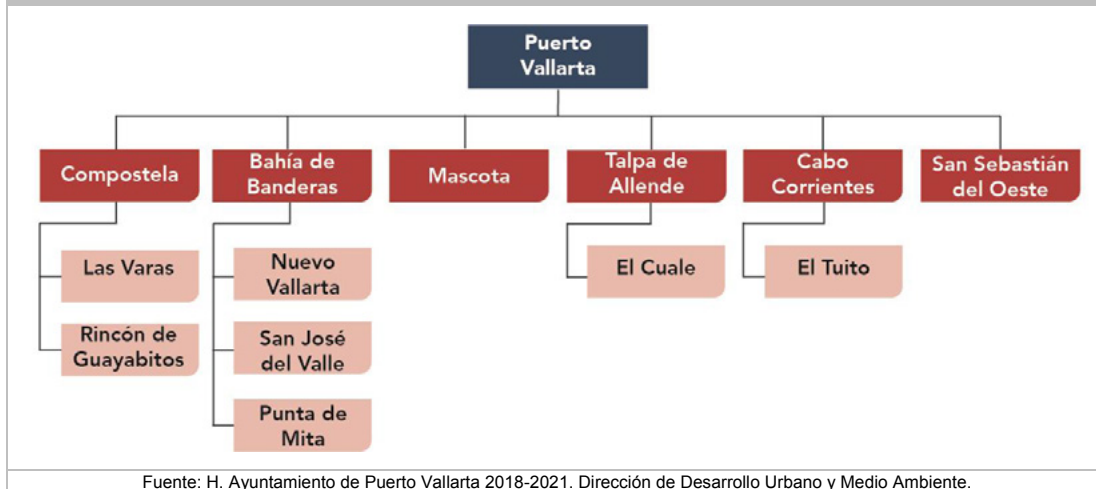 Puerto
Vallarta
Compostela
Bahía de
Banderas
Mascota
Talpa de
Allende
Cabo
Corrientes
San Sebastián
del Oeste
Las Varas
Rincón de
Guayabitos
Nuevo
Vallarta
San José
del Valle
Punta de
Mita
El Cuale
El Tuito
Fuente: H. Ayuntamiento de Puerto Vallarta 2018-2021. Dirección de Desarrollo Urbano y Medio Ambiente.